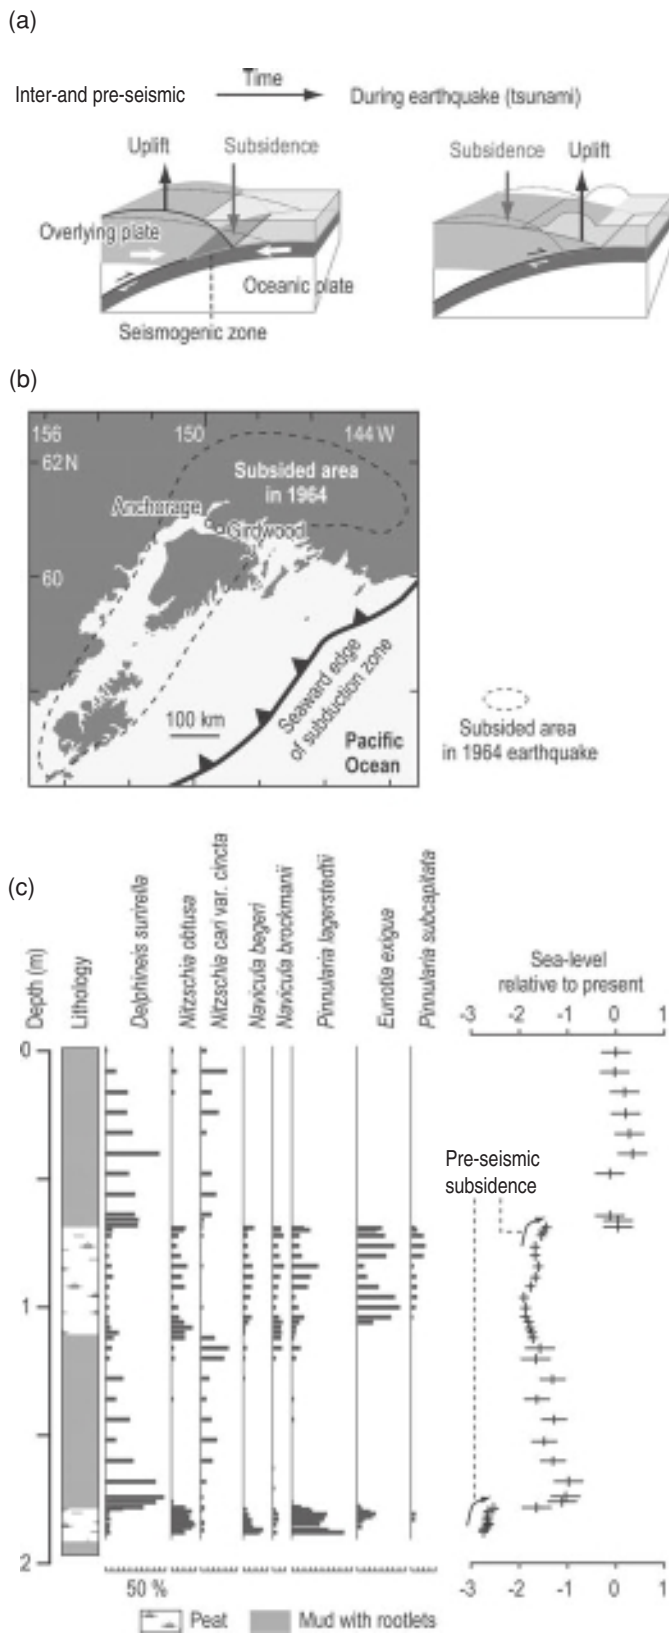 (a)
Time
Inter-and pre-seismic
During earthquake (tsunami)
Uplift
Subsidence
Subsidence
Uplift
Overlying plate
Oceanic plate
Seismogenic zone
(b)
156
150
144 W
62 N
Subsided area
in 1964
Anchorage
Girdwood
60
Seaward edge
of subduction zone
100 km
Pacific
Ocean
Subsided area
in 1964 earthquake
(c)
Depth (m)
Lithology
Delphineis surirella
Nitzschia obtusa
Nitzschia cari var. cincta
Navicula begeri
Navicula brockmanii
Pinnularia lagerstedtii
Eunotia exigua
Pinnularia subcapitata
Sea-level
relative to present
-3 -2 -1 0 1
0
Pre-seismic
subsidence
1
2
50 %
-3 -2 -1 0 1
Peat
Mud with rootlets